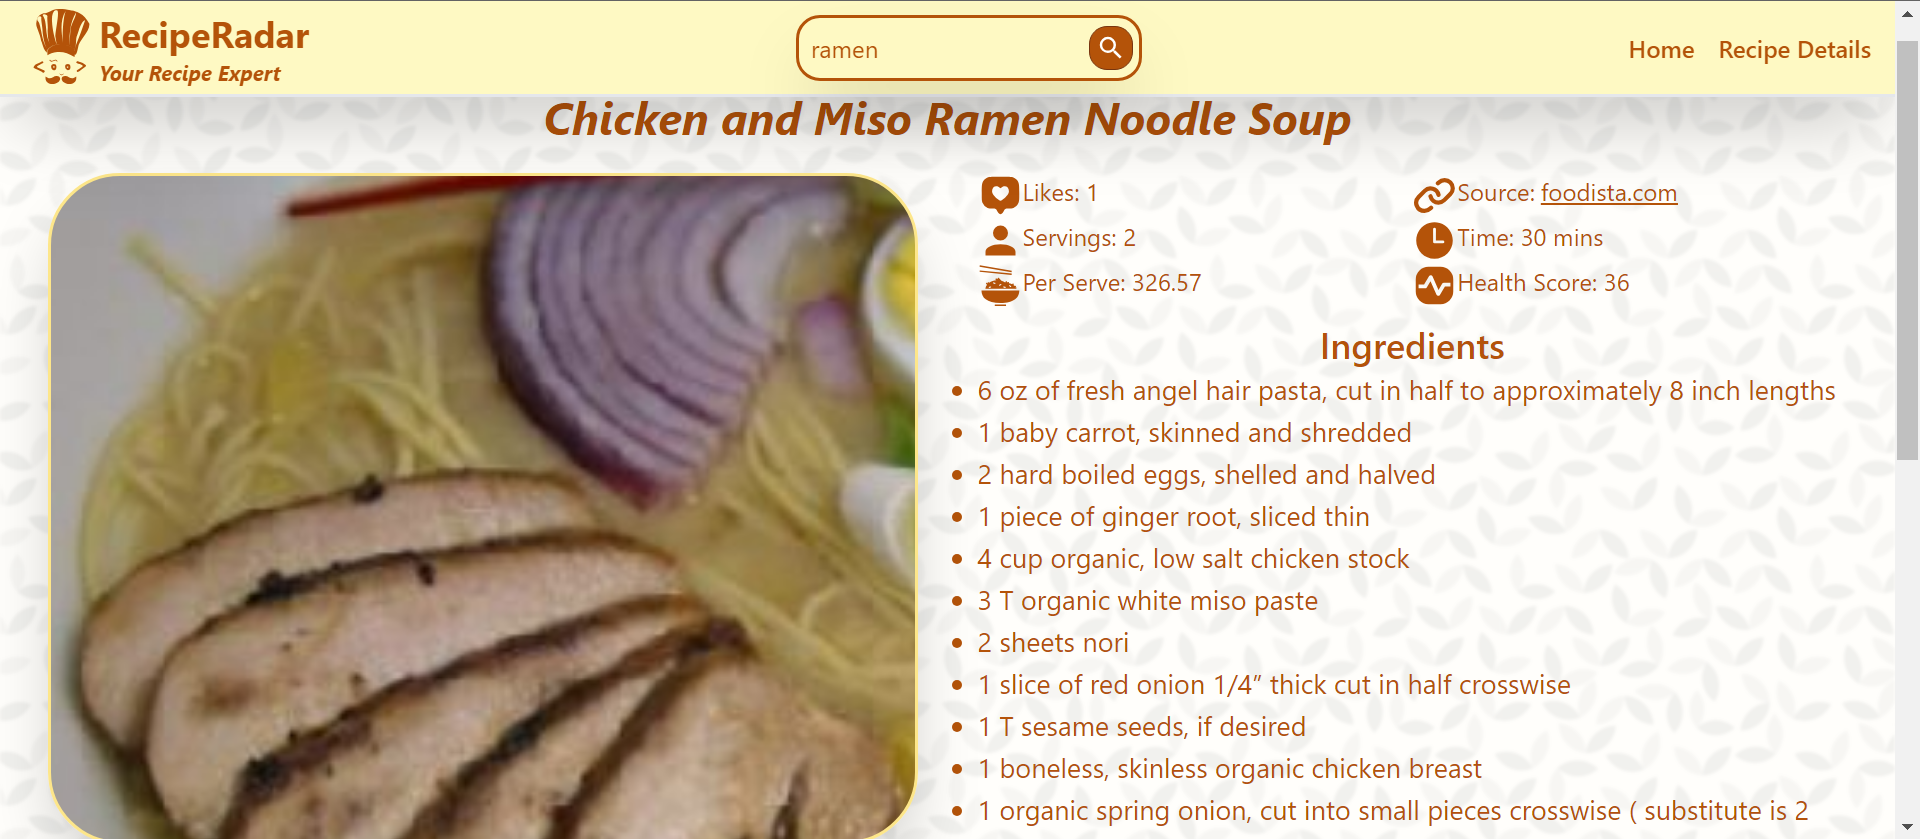 RecipeRadar
Your Recipe Expert
ramen
Home
Recipe Details
Chicken and Miso Ramen Noodle Soup
Likes: 1
Source: foodista.com
Servings: 2
Time: 30 mins
Per Serve: 326.57
Health Score: 36
Ingredients
6 oz of fresh angel hair pasta, cut in half to approximately 8 inch lengths
1 baby carrot, skinned and shredded
2 hard boiled eggs, shelled and halved
1 piece of ginger root, sliced thin
4 cup organic, low salt chicken stock
3 T organic white miso paste
2 sheets nori
1 slice of red onion 1/4” thick cut in half crosswise
1 T sesame seeds, if desired
1 boneless, skinless organic chicken breast
1 organic spring onion, cut into small pieces crosswise ( substitute is 2